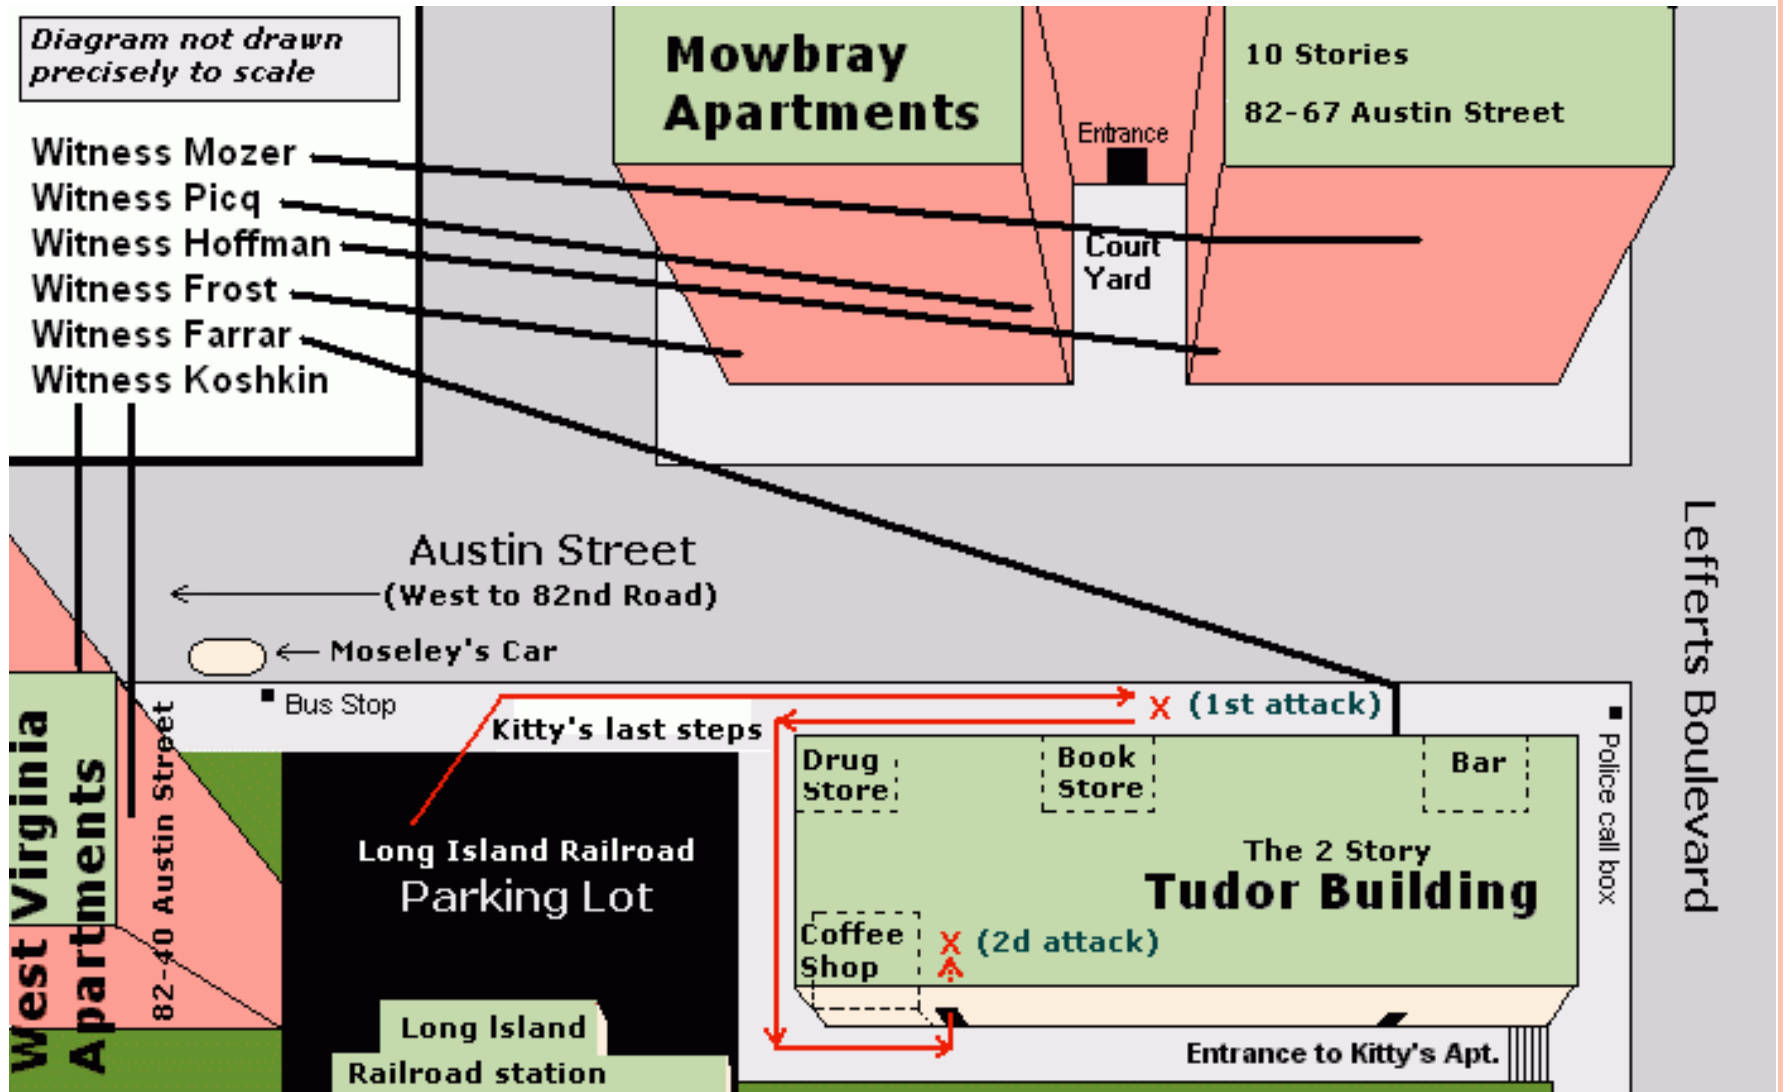 Diagram not drawn
precisely to scale
Witness Mozer
Witness Picq
Witness Hoffman
Witness Frost
Witness Farrar
Witness Koshkin
Mowbray
Apartments
Entrance
Court
Yard
10 Stories
82-67 Austin Street
Austin Street
(West to 82nd Road)
Moseley's Car
Lefferts Boulevard
Bus Stop
Kitty's last steps
X (1st attack)
Police call box
West Virginia
Apartments
82-40 Austin Street
Long Island Railroad
Parking Lot
Drug
Store
Book
Store
Bar
The 2 Story
Tudor Building
Coffee
Shop
X (2d attack)
Long Island
Railroad station
Entrance to Kitty's Apt.